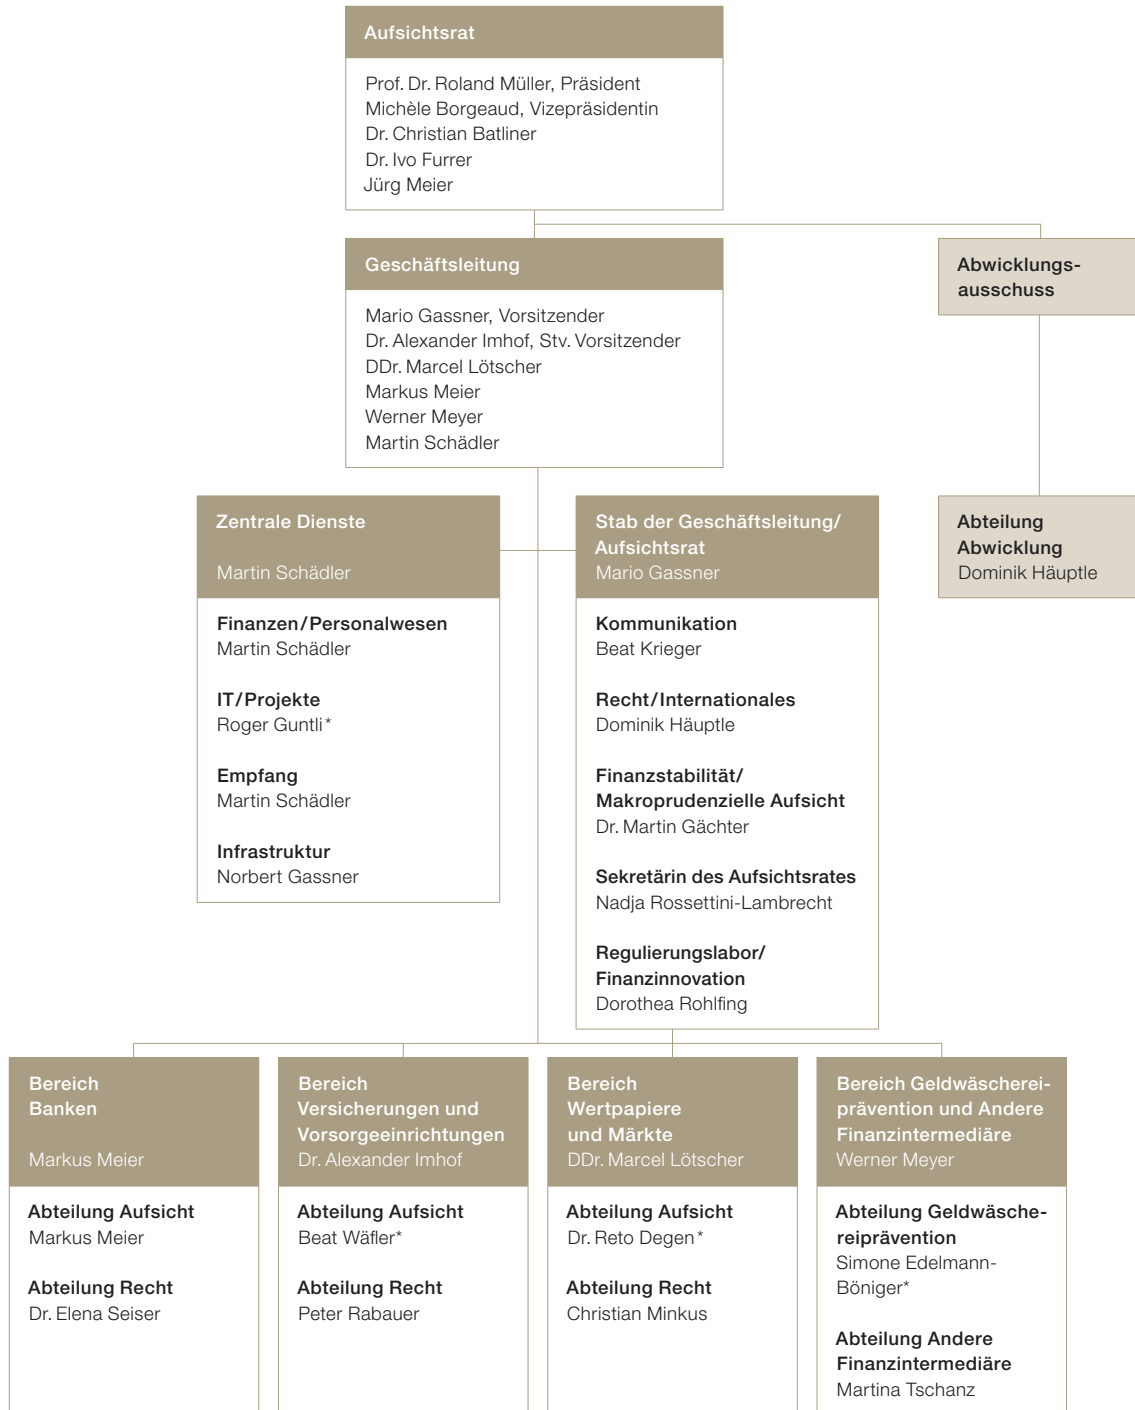 Aufsichtsrat
Prof. Dr. Roland Müller, Präsident
Michèle Borgeaud, Vizepräsidentin
Dr. Christian Batliner
Dr. Ivo Furrer
Jürg Meier
Geschäftsleitung
Mario Gassner, Vorsitzender
Dr. Alexander Imhof, Stv. Vorsitzender
DDr. Marcel Lötscher
Markus Meier
Werner Meyer
Martin Schädler
Abwicklungs-
ausschuss
Zentrale Dienste
Martin Schädler
Finanzen/Personalwesen
Martin Schädler
IT/Projekte
Roger Guntli*
Empfang
Martin Schädler
Infrastruktur
Norbert Gassner
Stab der Geschäftsleitung/
Aufsichtsrat
Mario Gassner
Kommunikation
Beat Krieger
Recht/Internationales
Dominik Häuptle
Finanzstabilität/
Makroprudenzielle Aufsicht
Dr. Martin Gächter
Sekretärin des Aufsichtsrates
Nadja Rossettini-Lambrecht
Regulierungslabor/
Finanzinnovation
Dorothea Rohlfing
Abteilung
Abwicklung
Dominik Häuptle
Bereich
Banken
Markus Meier
Abteilung Aufsicht
Markus Meier
Abteilung Recht
Dr. Elena Seiser
Bereich
Versicherungen und
Vorsorgeeinrichtungen
Dr. Alexander Imhof
Abteilung Aufsicht
Beat Wäfler*
Abteilung Recht
Peter Rabauer
Bereich
Wertpapiere
und Märkte
DDr. Marcel Lötscher
Abteilung Aufsicht
Dr. Reto Degen*
Abteilung Recht
Christian Minkus
Bereich Geldwäscherei-
prävention und Andere
Finanzintermediäre
Werner Meyer
Abteilung Geldwäsche-
reiprävention
Simone Edelmann-
Böniger*
Abteilung Andere
Finanzintermediäre
Martina Tschanz